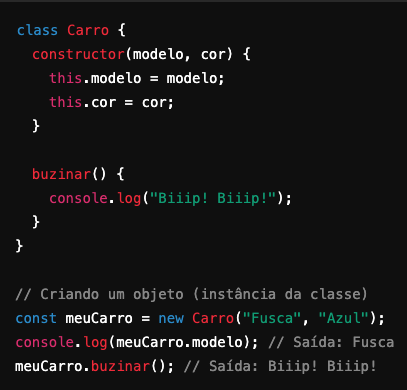 class Carro {
  constructor(modelo, cor) {
    this.modelo = modelo;
    this.cor = cor;
  }

  buzinar() {
    console.log("Biiip! Biiip!");
  }
}

// Criando um objeto (instância da classe)
const meuCarro = new Carro("Fusca", "Azul");
console.log(meuCarro.modelo); // Saída: Fusca
meuCarro.buzinar(); // Saída: Biiip! Biiip!